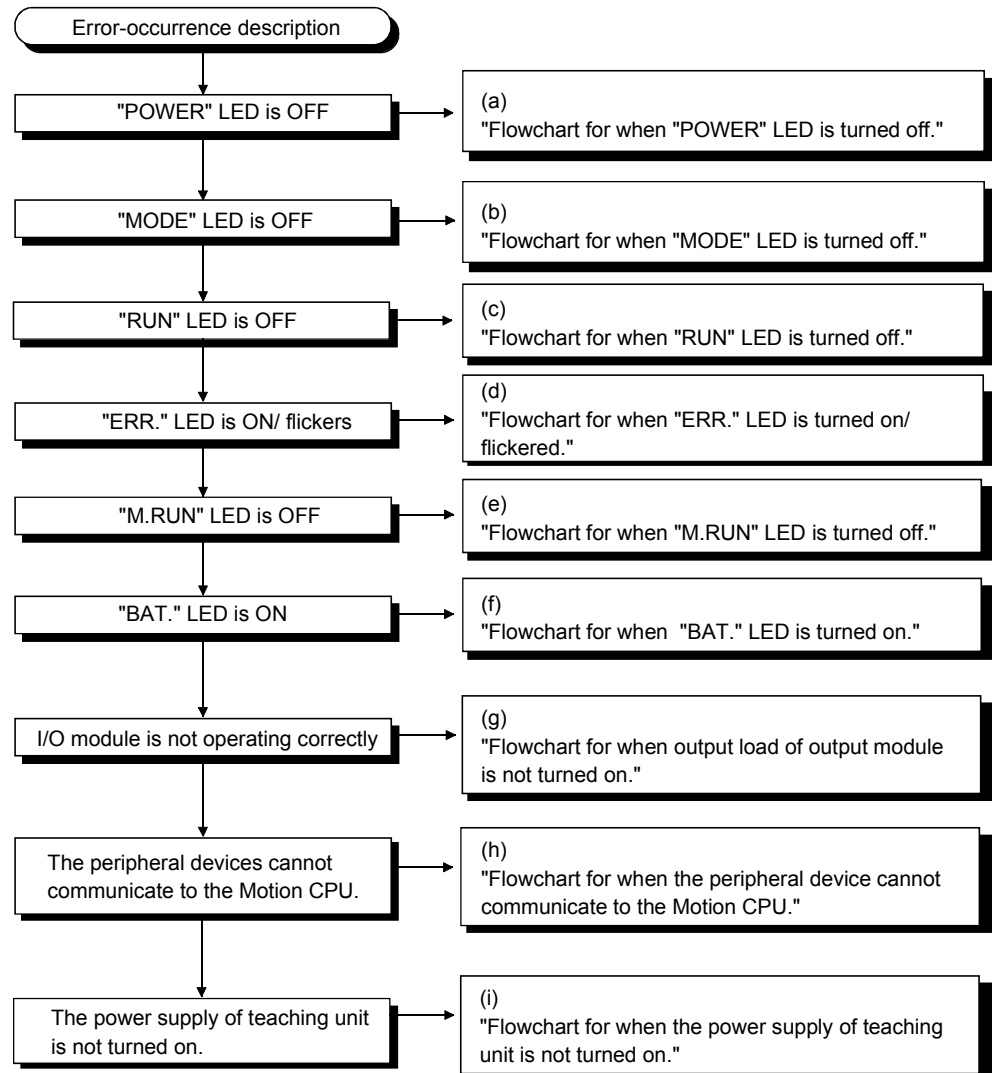 Error-occurrence description
"POWER" LED is OFF
(a)
"Flowchart for when "POWER" LED is turned off."
"MODE" LED is OFF
(b)
"Flowchart for when "MODE" LED is turned off."
"RUN" LED is OFF
(c)
"Flowchart for when "RUN" LED is turned off."
"ERR." LED is ON/ flickers
(d)
"Flowchart for when "ERR." LED is turned on/
flickered."
"M.RUN" LED is OFF
(e)
"Flowchart for when "M.RUN" LED is turned off."
"BAT." LED is ON
(f)
"Flowchart for when "BAT." LED is turned on."
I/O module is not operating correctly
(g)
"Flowchart for when output load of output module
is not turned on."
The peripheral devices cannot
communicate to the Motion CPU.
(h)
"Flowchart for when the peripheral device cannot
communicate to the Motion CPU."
The power supply of teaching unit
is not turned on.
(i)
"Flowchart for when the power supply of teaching
unit is not turned on."